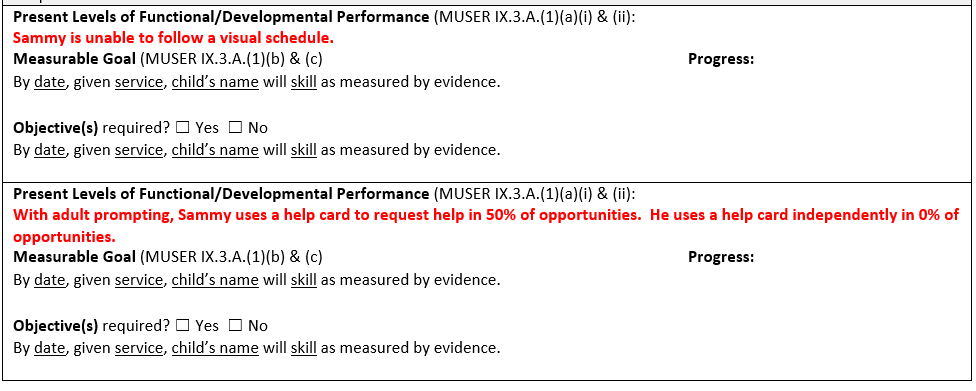 Present Levels of Functional/Developmental Performance (MUSER IX.3.A.(1)(a)(i) & (ii):
Sammy is unable to follow a visual schedule.
Measurable Goal (MUSER IX.3.A.(1)(b) & (c) Progress:
By date, given service, child’s name will skill as measured by evidence.
Objective(s) required? ☐ Yes ☐ No
By date, given service, child’s name will skill as measured by evidence.
Present Levels of Functional/Developmental Performance (MUSER IX.3.A.(1)(a)(i) & (ii):
With adult prompting, Sammy uses a help card to request help in 50% of opportunities. He uses a help card independently in 0% of
opportunities.
Measurable Goal (MUSER IX.3.A.(1)(b) & (c) Progress:
By date, given service, child’s name will skill as measured by evidence.
Objective(s) required? ☐ Yes ☐ No
By date, given service, child’s name will skill as measured by evidence.